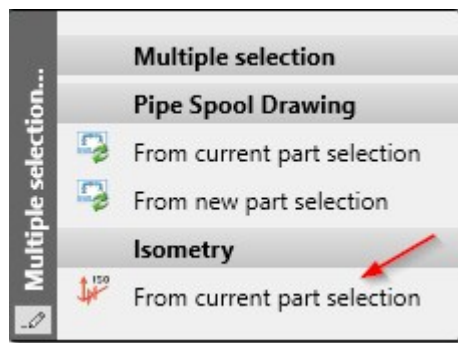 Multiple selection...
Multiple selection
Pipe Spool Drawing
From current part selection
From new part selection
Isometry
ISO
From current part selection